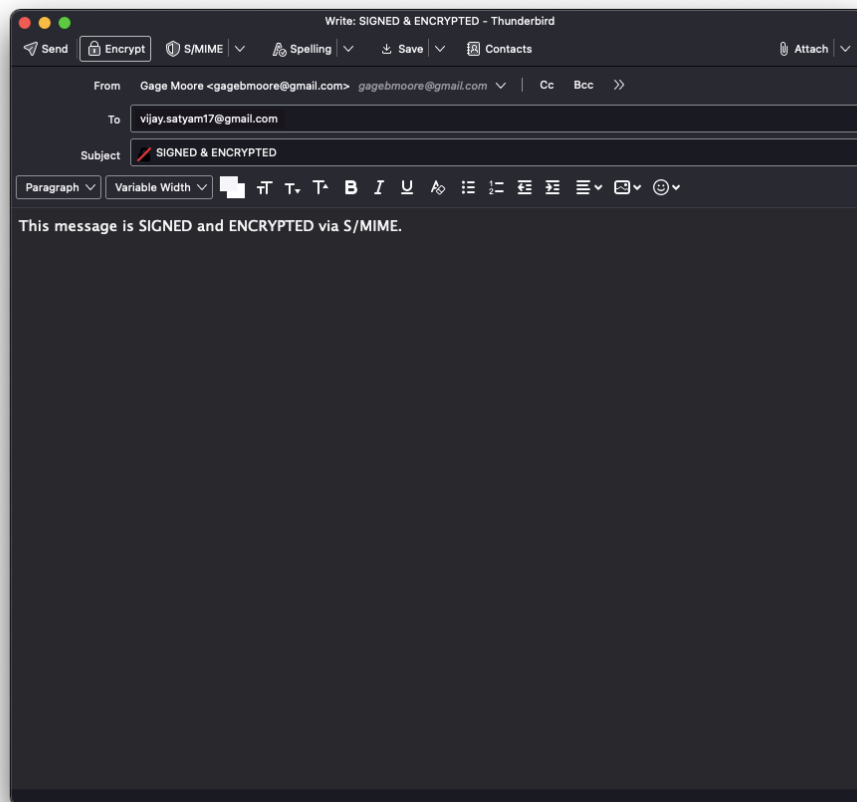 Write: SIGNED & ENCRYPTED - Thunderbird
Send Encrypt S/MIME Spelling Save Contacts Attach
From Gage Moore <gagebmoore@gmail.com> gagebmoore@gmail.com Cc Bcc
To vijay.satyam17@gmail.com
Subject SIGNED & ENCRYPTED
Paragraph Variable Width
This message is SIGNED and ENCRYPTED via S/MIME.